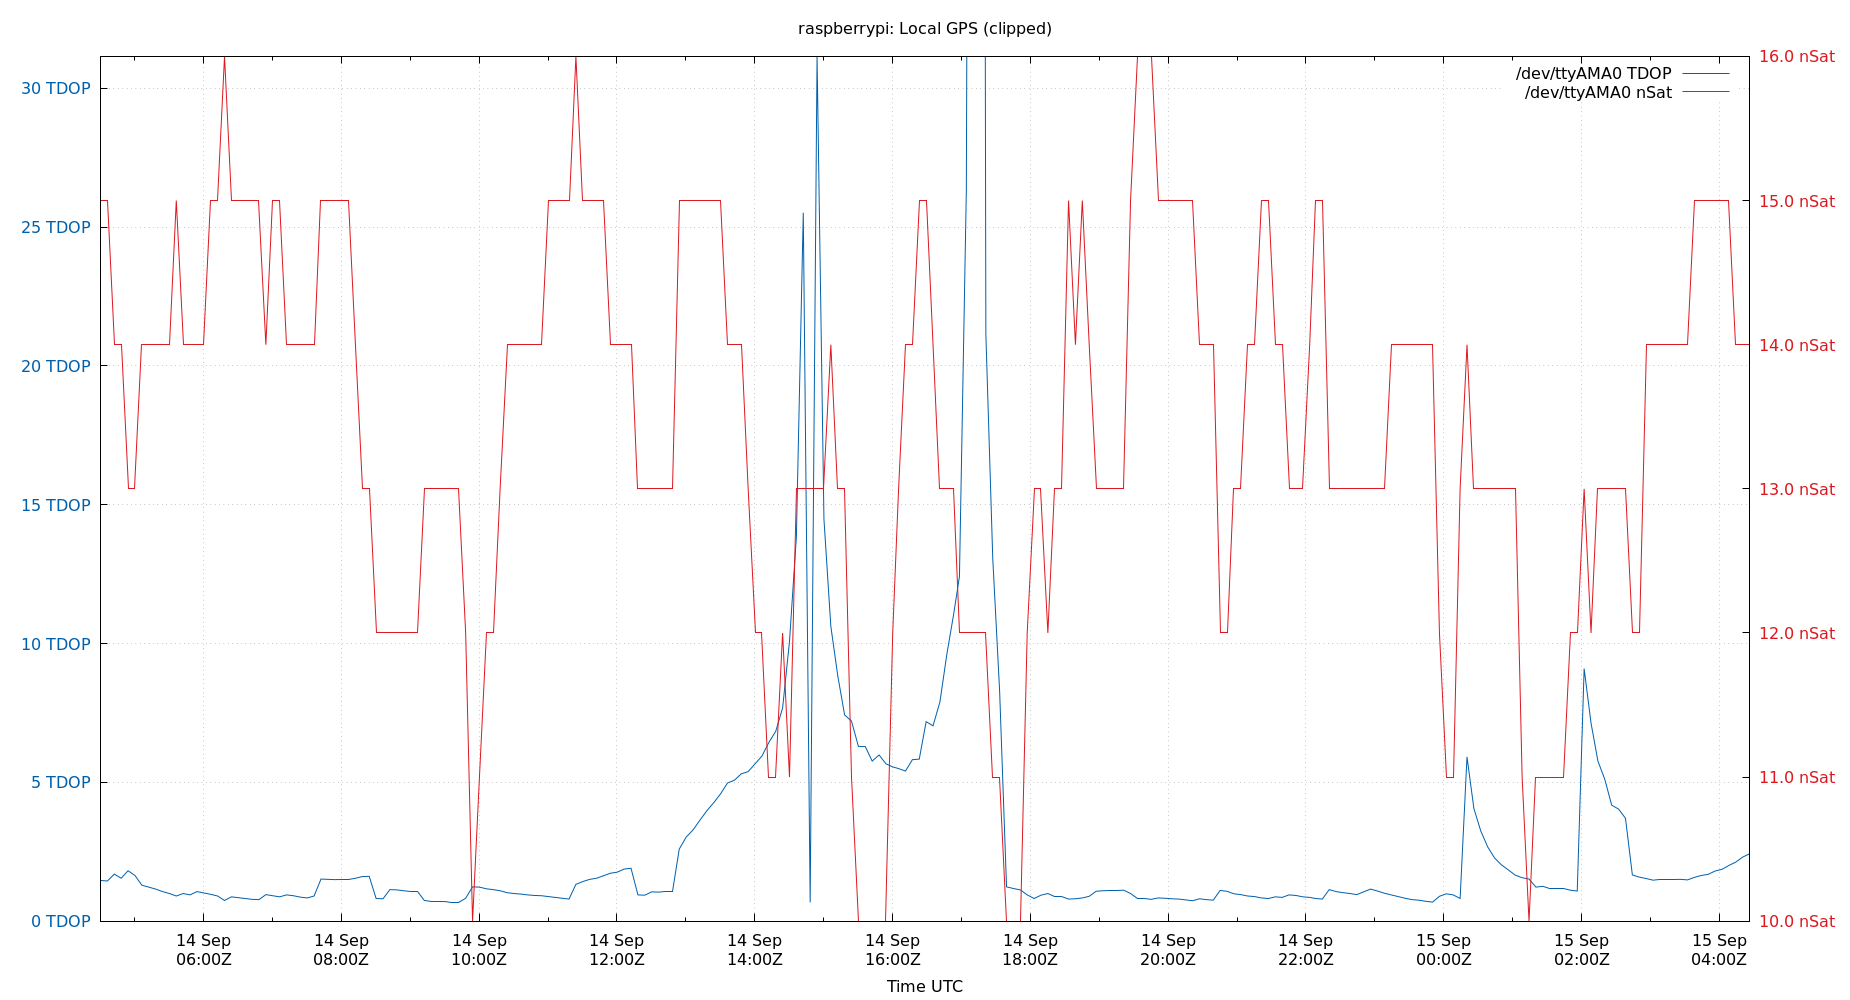 raspberrypi: Local GPS (clipped)
/dev/ttyAMA0 TDOP
/dev/ttyAMA0 nSat
30 TDOP
25 TDOP
20 TDOP
15 TDOP
10 TDOP
5 TDOP
0 TDOP
16.0 nSat
15.0 nSat
14.0 nSat
13.0 nSat
12.0 nSat
11.0 nSat
10.0 nSat
14 Sep
06:00Z
14 Sep
08:00Z
14 Sep
10:00Z
14 Sep
12:00Z
14 Sep
14:00Z
14 Sep
16:00Z
14 Sep
18:00Z
14 Sep
20:00Z
14 Sep
22:00Z
15 Sep
00:00Z
15 Sep
02:00Z
15 Sep
04:00Z
Time UTC